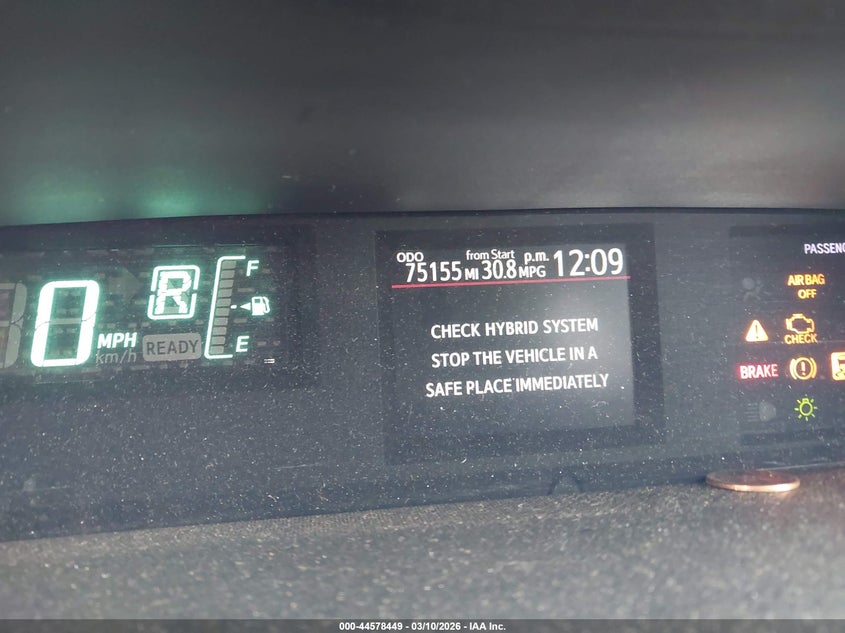 0 MPH
km/h
R
READY
F
E
ODO from Start p.m.
75155 MI 30.8 MPG 12:09
CHECK HYBRID SYSTEM
STOP THE VEHICLE IN A
SAFE PLACE IMMEDIATELY
AIR BAG
OFF
CHECK
BRAKE
000-44578449 - 03/10/2026 - IAA Inc.